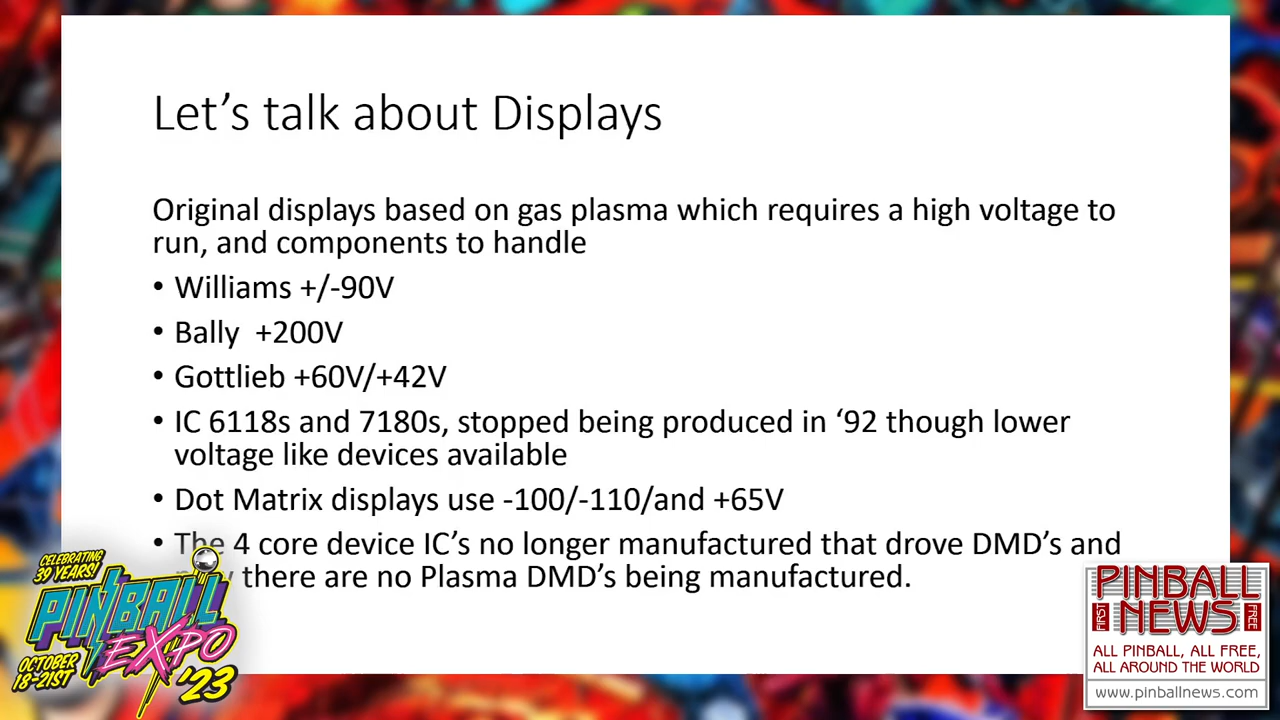 Let's talk about Displays
Original displays based on gas plasma which requires a high voltage to
run, and components to handle
• Williams +/-90V
• Bally  +200V
• Gottlieb +60V/+42V
• IC 6118s and 7180s, stopped being produced in ‘92 though lower
voltage like devices available
• Dot Matrix displays use -100/-110/and +65V
• The 4 core device IC’s no longer manufactured that drove DMD’s and
there are no Plasma DMD’s being manufactured.
CELEBRATING
39 YEARS!
PINBALL
EXPO
OCTOBER
18-21ST
'23
PINBALL
FIRST NEWS FREE
ALL PINBALL, ALL FREE,
ALL AROUND THE WORLD
www.pinballnews.com